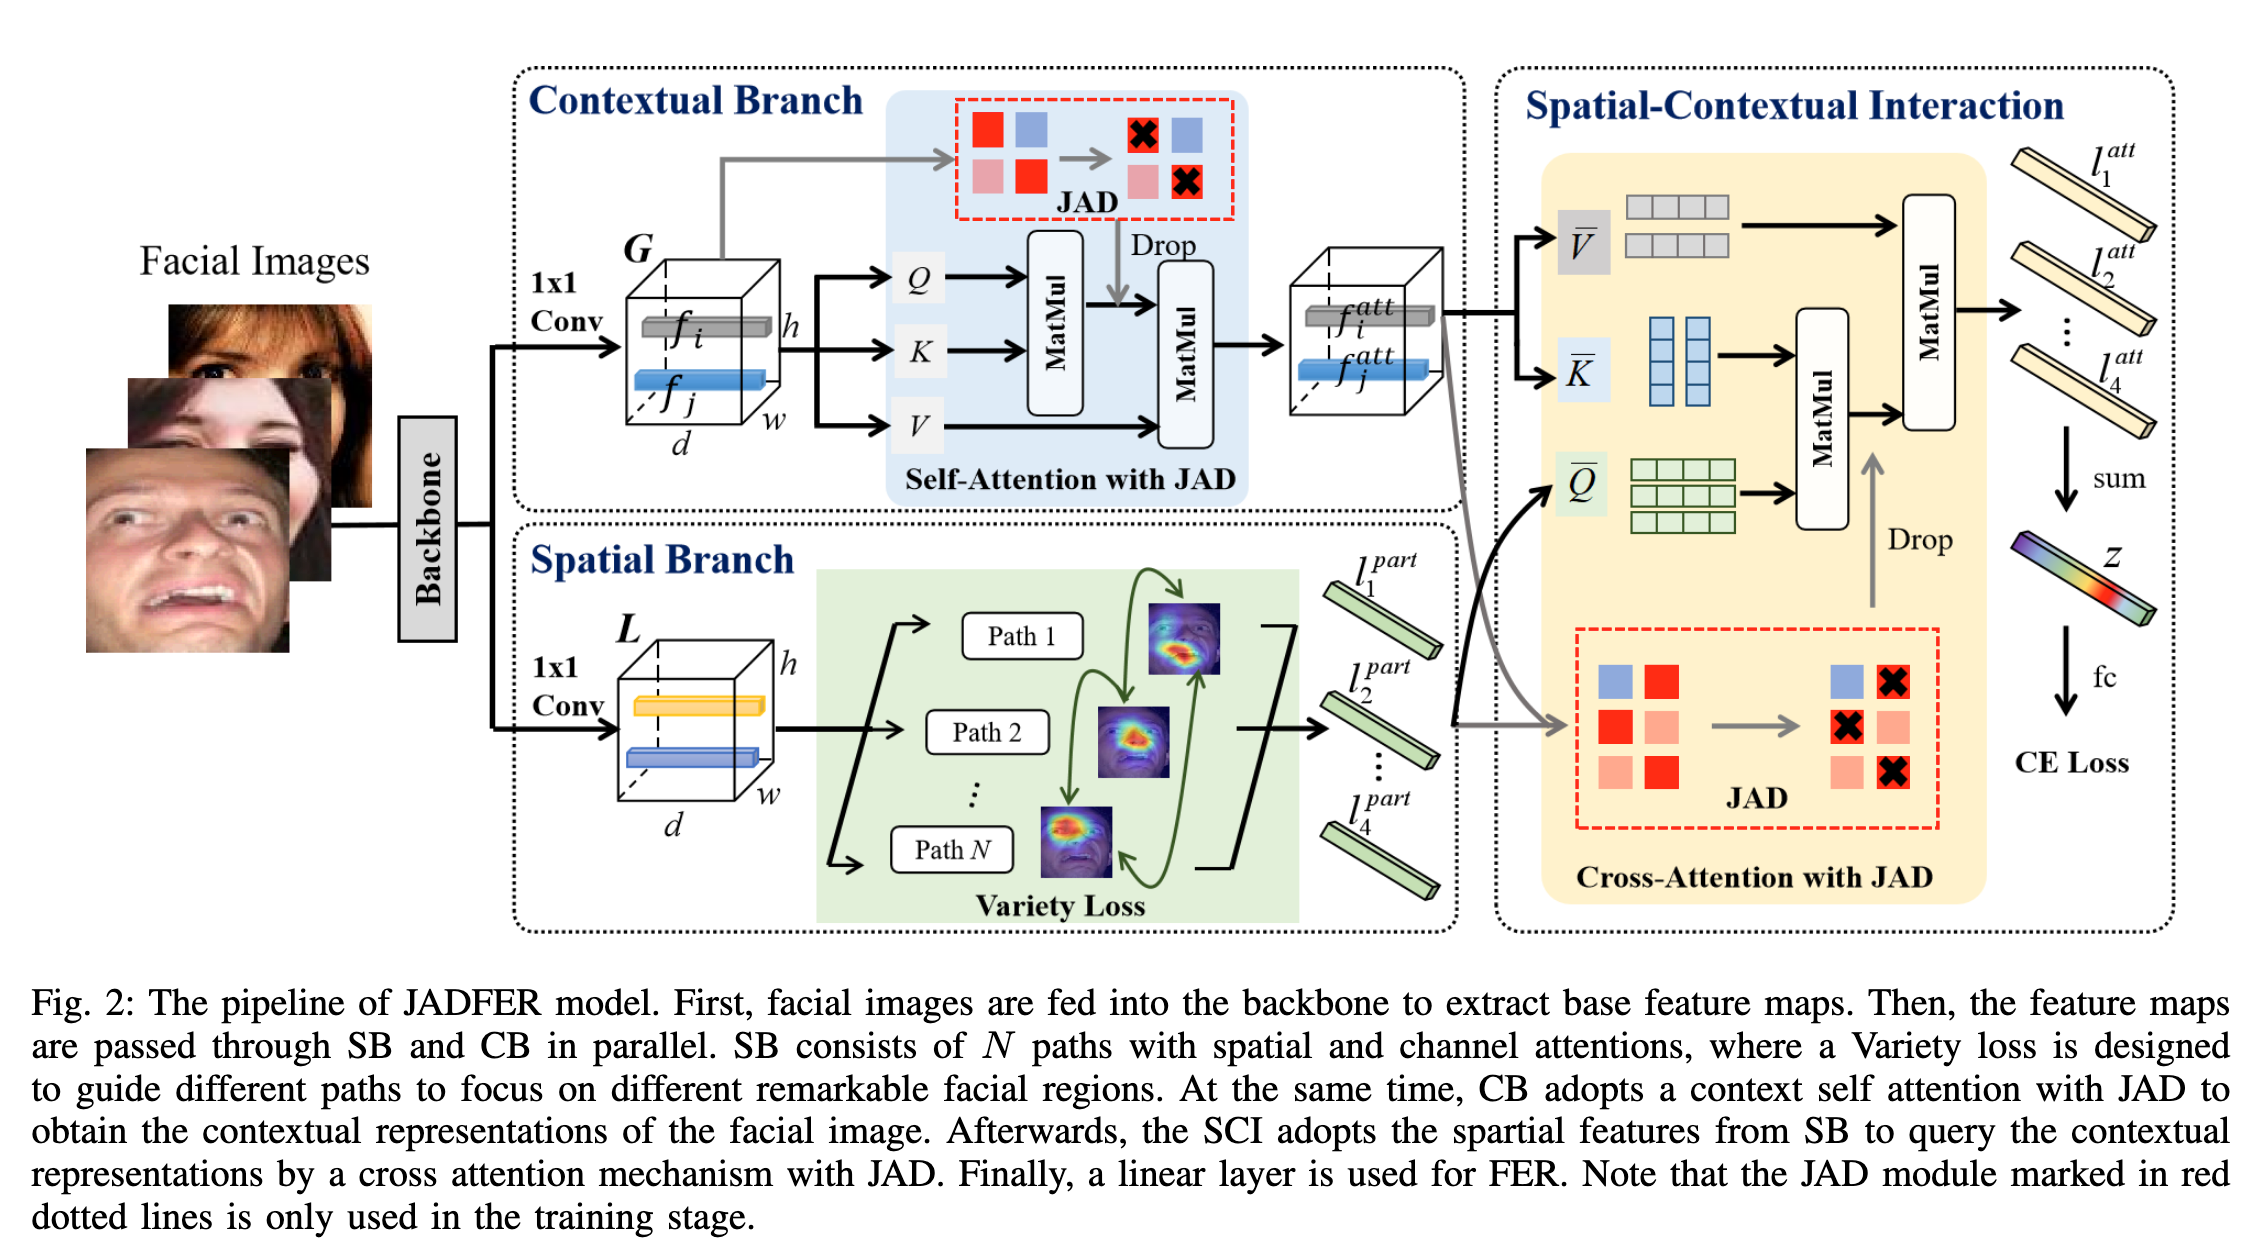 Facial Images
Backbone
Contextual Branch
1x1
Conv
G
f_i
f_j
h
w
d
Q
K
V
MatMul
JAD
Drop
MatMul
Self-Attention with JAD
f_i^{att}
f_j^{att}
Spatial Branch
1x1
Conv
L
h
w
d
Path 1
Path 2
⋮
Path N
Variety Loss
l_1^{part}
l_2^{part}
⋮
l_4^{part}
Spatial-Contextual Interaction
V̅
K̅
Q̅
MatMul
MatMul
Drop
JAD
Cross-Attention with JAD
l_1^{att}
l_2^{att}
⋮
l_4^{att}
sum
z
fc
CE Loss
Fig. 2: The pipeline of JADFER model. First, facial images are fed into the backbone to extract base feature maps. Then, the feature maps
are passed through SB and CB in parallel. SB consists of N paths with spatial and channel attentions, where a Variety loss is designed
to guide different paths to focus on different remarkable facial regions. At the same time, CB adopts a context self attention with JAD to
obtain the contextual representations of the facial image. Afterwards, the SCI adopts the spartial features from SB to query the contextual
representations by a cross attention mechanism with JAD. Finally, a linear layer is used for FER. Note that the JAD module marked in red
dotted lines is only used in the training stage.